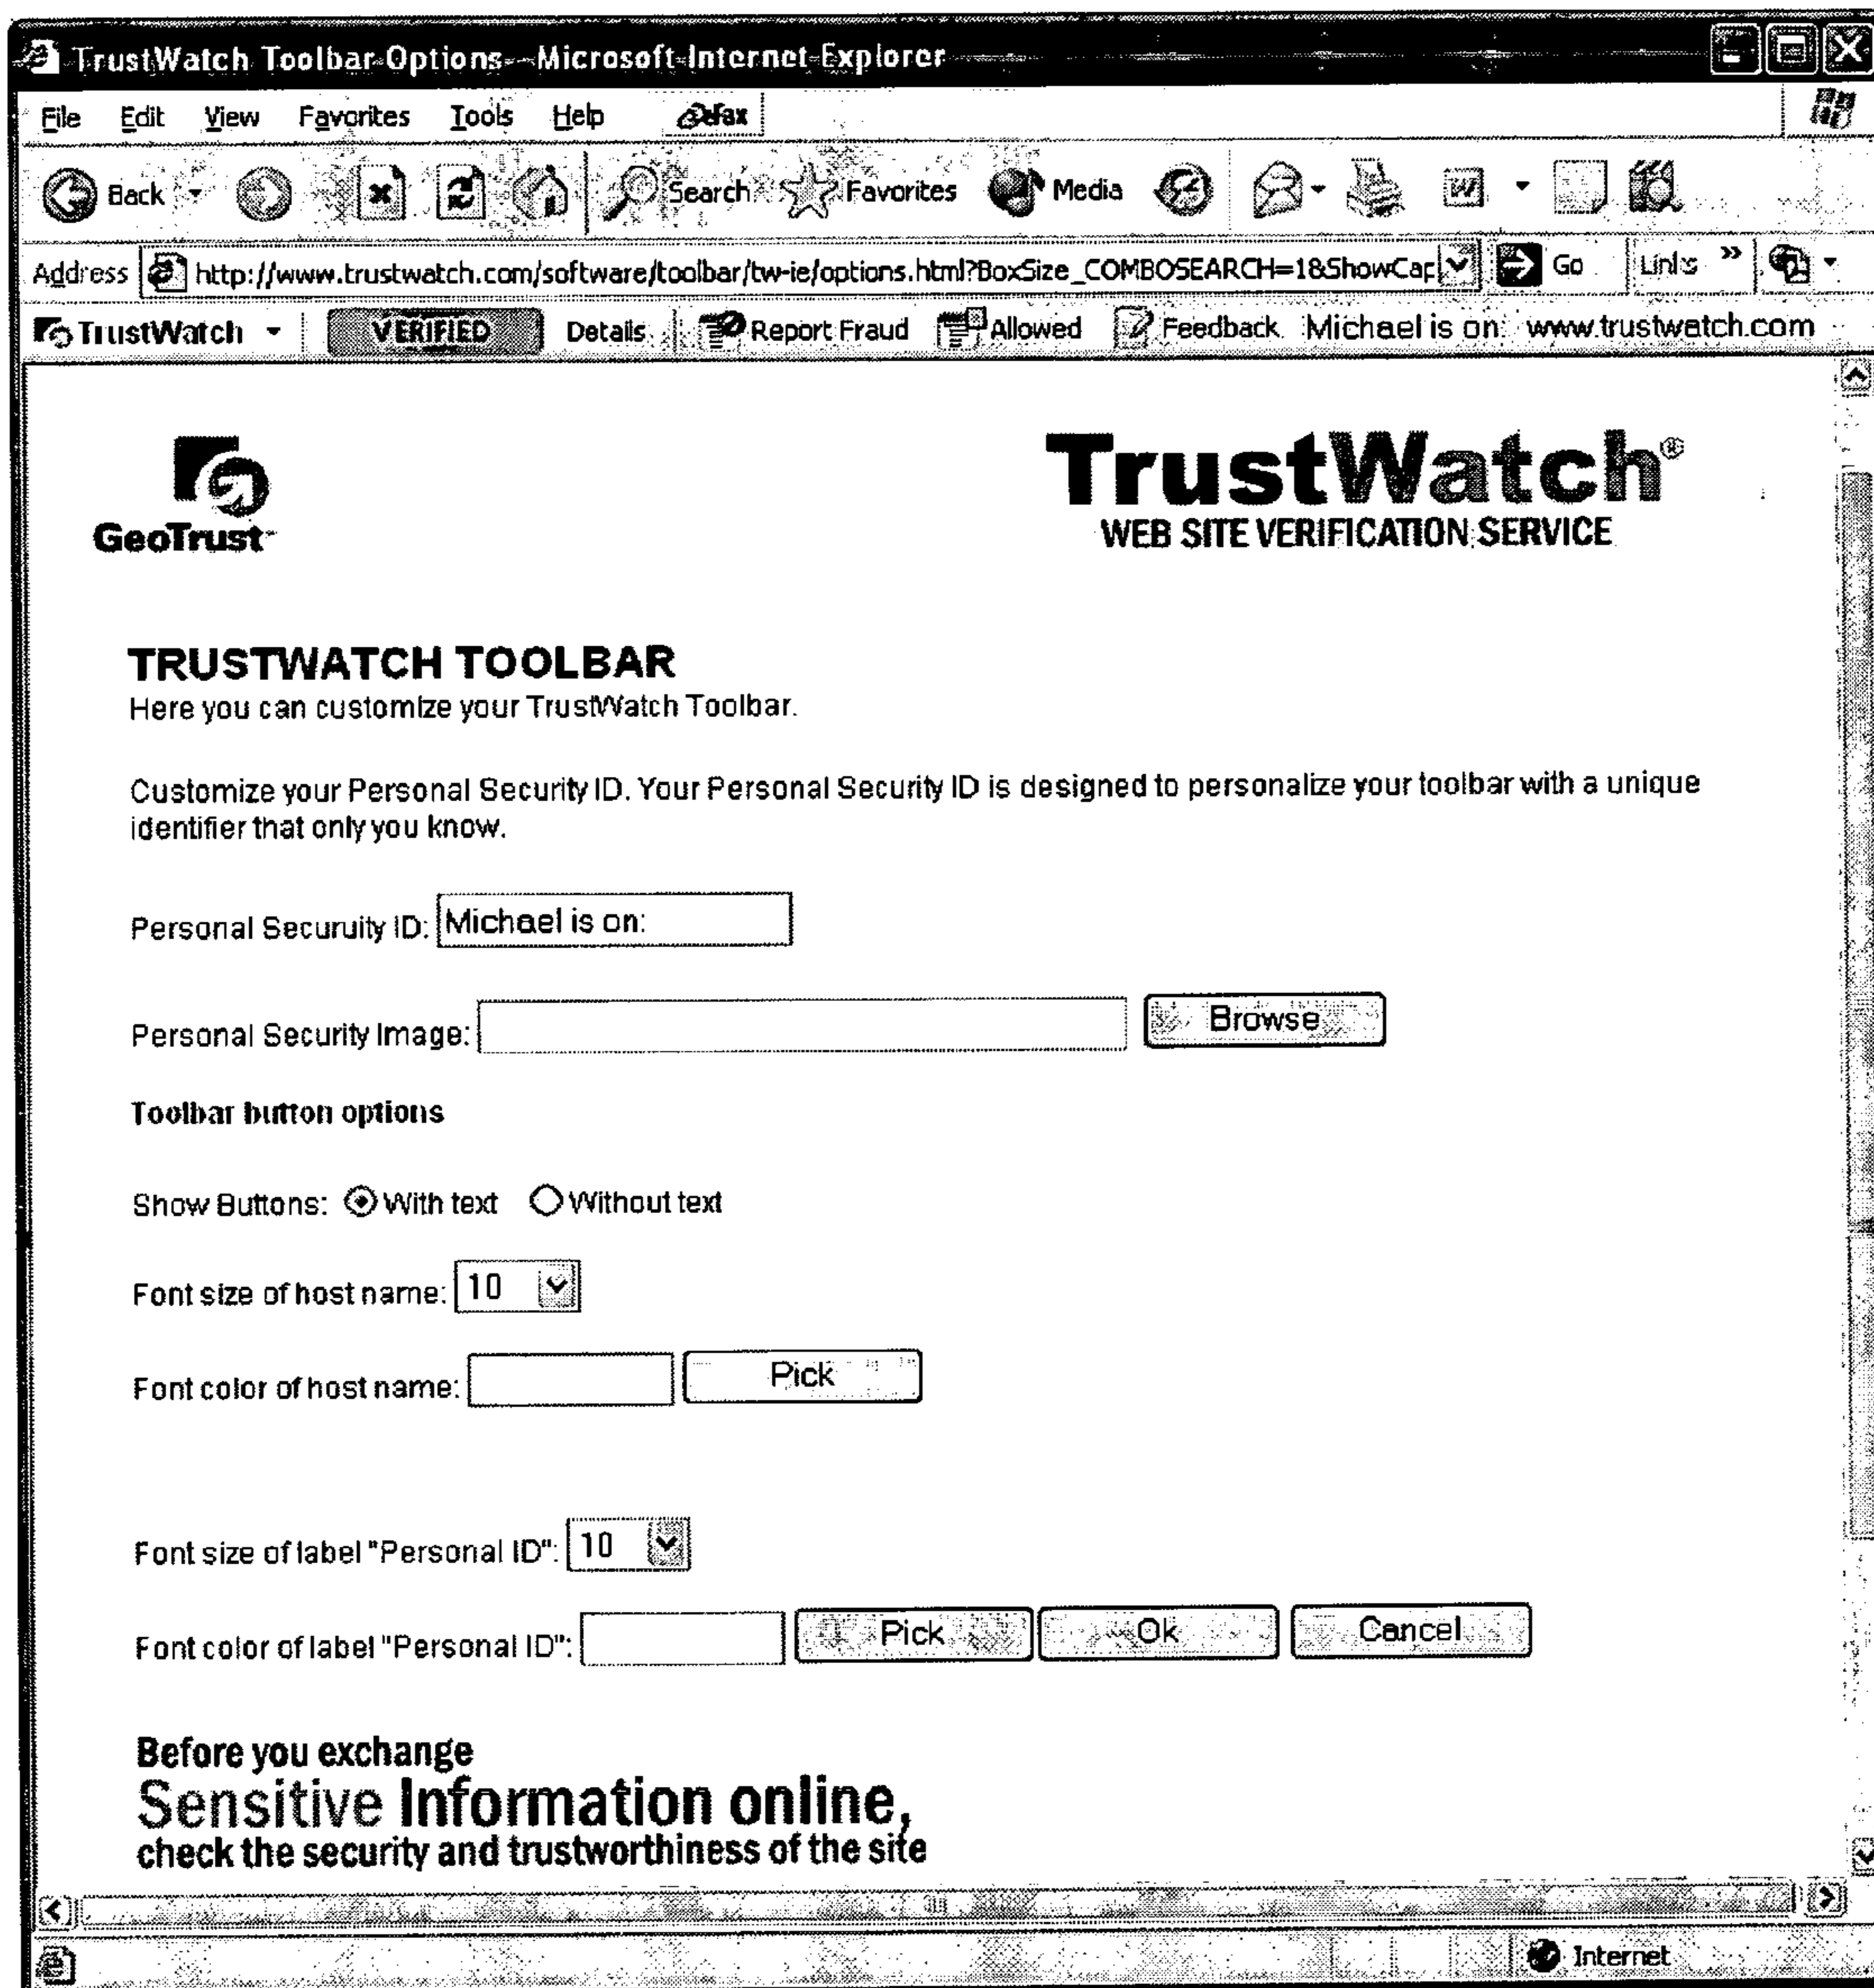 TrustWatch Toolbar Options - Microsoft Internet Explorer
File Edit View Favorites Tools Help eFax
Back Search Favorites Media
Address http://www.trustwatch.com/software/toolbar/tw-ie/options.html?BoxSize_COMBOSEARCH=1&ShowCap Go Links »
TrustWatch VERIFIED Details Report Fraud Allowed Feedback Michael is on: www.trustwatch.com
GeoTrust
TrustWatch®
WEB SITE VERIFICATION SERVICE
TRUSTWATCH TOOLBAR
Here you can customize your TrustWatch Toolbar.
Customize your Personal Security ID. Your Personal Security ID is designed to personalize your toolbar with a unique
identifier that only you know.
Personal Securuity ID: Michael is on:
Personal Security Image: Browse
Toolbar button options
Show Buttons: With text Without text
Font size of host name: 10
Font color of host name: Pick
Font size of label "Personal ID": 10
Font color of label "Personal ID": Pick Ok Cancel
Before you exchange
Sensitive Information online,
check the security and trustworthiness of the site
Internet